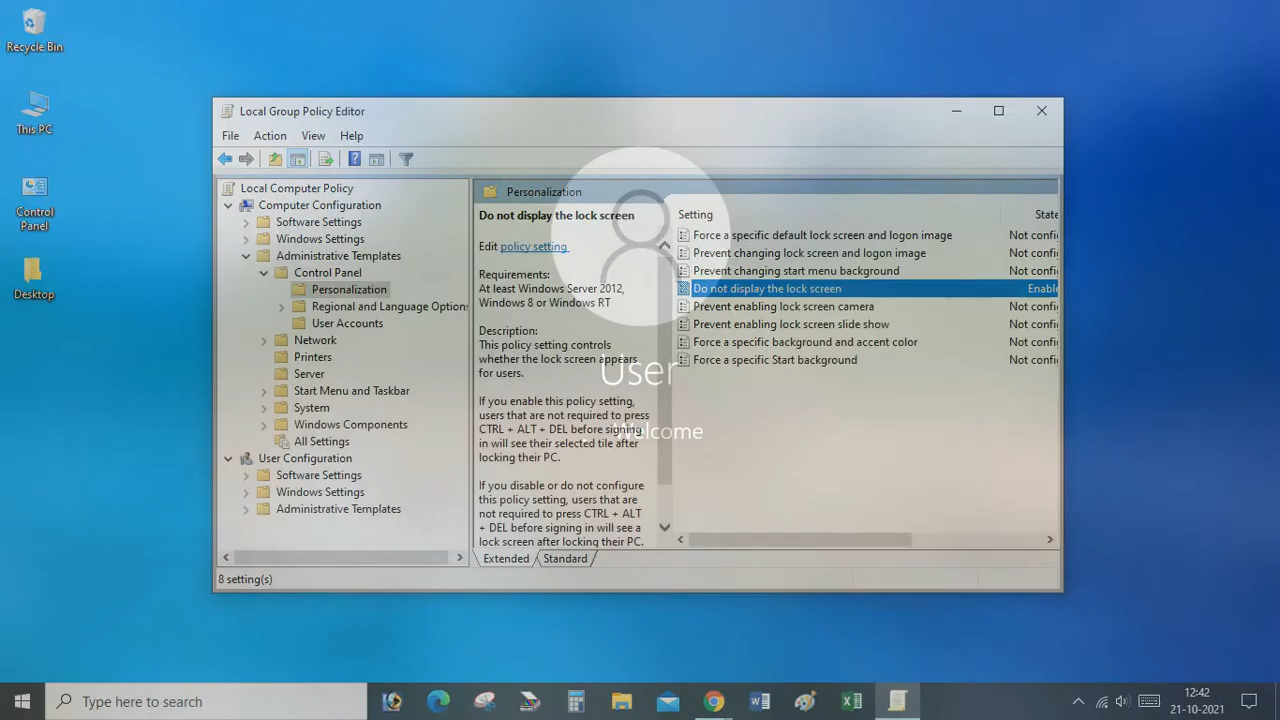 Recycle Bin
This PC
Control
Panel
Desktop
Local Group Policy Editor
File Action View Help
Local Computer Policy
Computer Configuration
Software Settings
Windows Settings
Administrative Templates
Control Panel
Personalization
Regional and Language Option
User Accounts
Network
Printers
Server
Start Menu and Taskbar
System
Windows Components
All Settings
User Configuration
Software Settings
Windows Settings
Administrative Templates
Personalization
Do not display the lock screen
Edit policy setting.
Requirements:
At least Windows Server 2012,
Windows 8 or Windows RT
Description:
This policy setting controls
whether the lock screen appears
for users.
If you enable this policy setting,
users that are not required to press
CTRL + ALT + DEL before signing
in will see their selected tile after
locking their PC.
If you disable or do not configure
this policy setting, users that are
not required to press CTRL + ALT
+ DEL before signing in will see a
lock screen after locking their PC.
Setting State
Force a specific default lock screen and logon image Not confi
Prevent changing lock screen and logon image Not confi
Prevent changing start menu background Not confi
Do not display the lock screen Enable
Prevent enabling lock screen camera Not confi
Prevent enabling lock screen slide show Not confi
Force a specific background and accent color Not confi
Force a specific Start background Not confi
User
Welcome
Extended Standard
8 setting(s)
Type here to search
12:42
21-10-2021